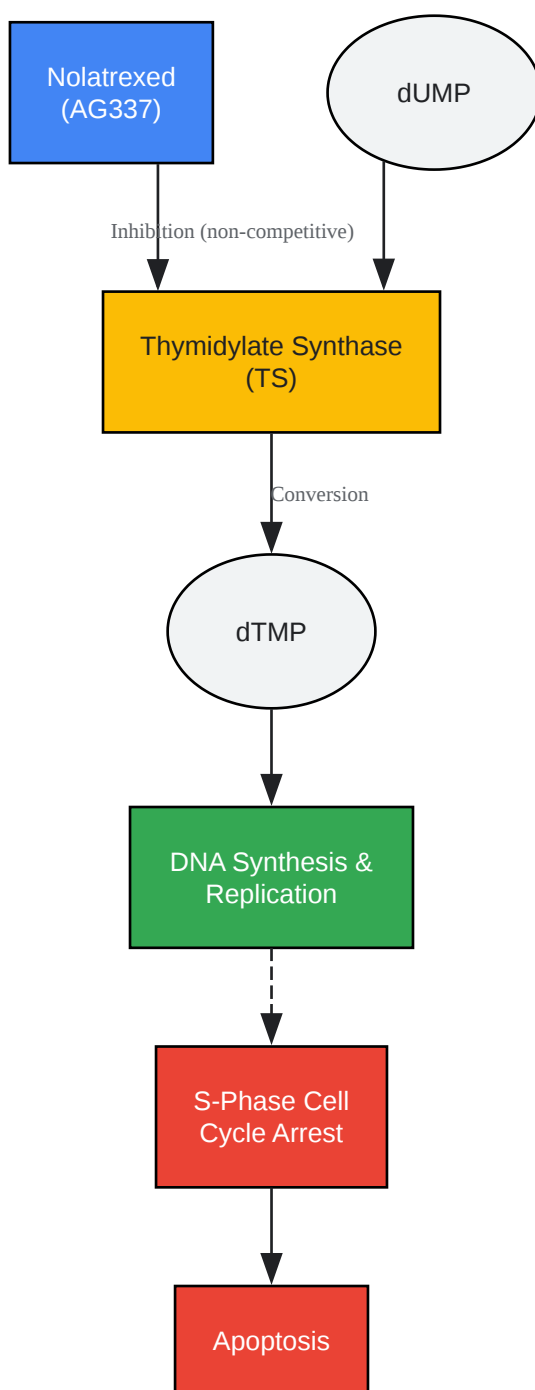 Nolatrexed
(AG337)
dUMP
Inhibition (non-competitive)
Thymidylate Synthase
(TS)
Conversion
dTMP
DNA Synthesis &
Replication
S-Phase Cell
Cycle Arrest
Apoptosis